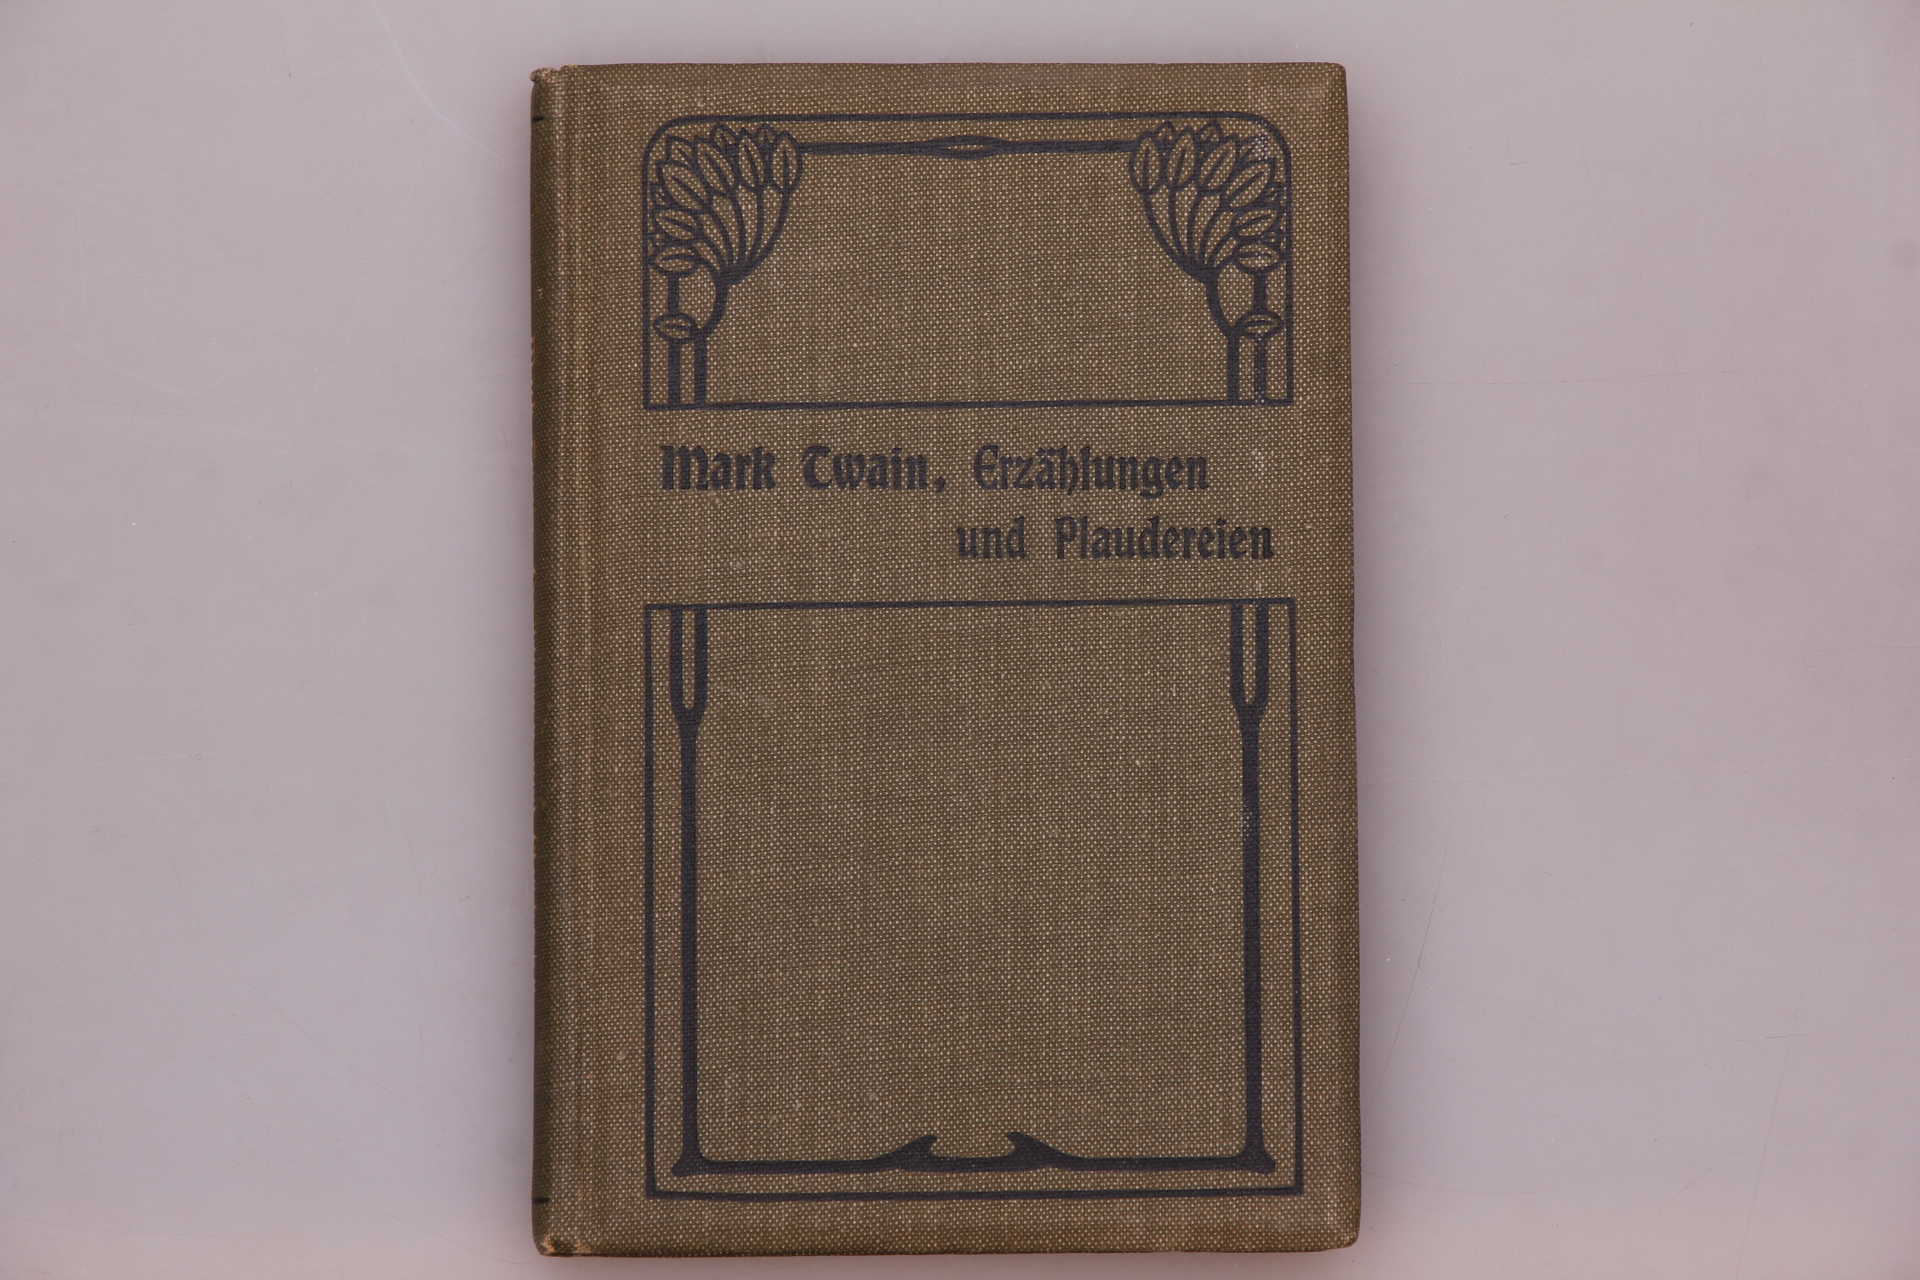 Mark Twain, Erzählungen
und Plaudereien